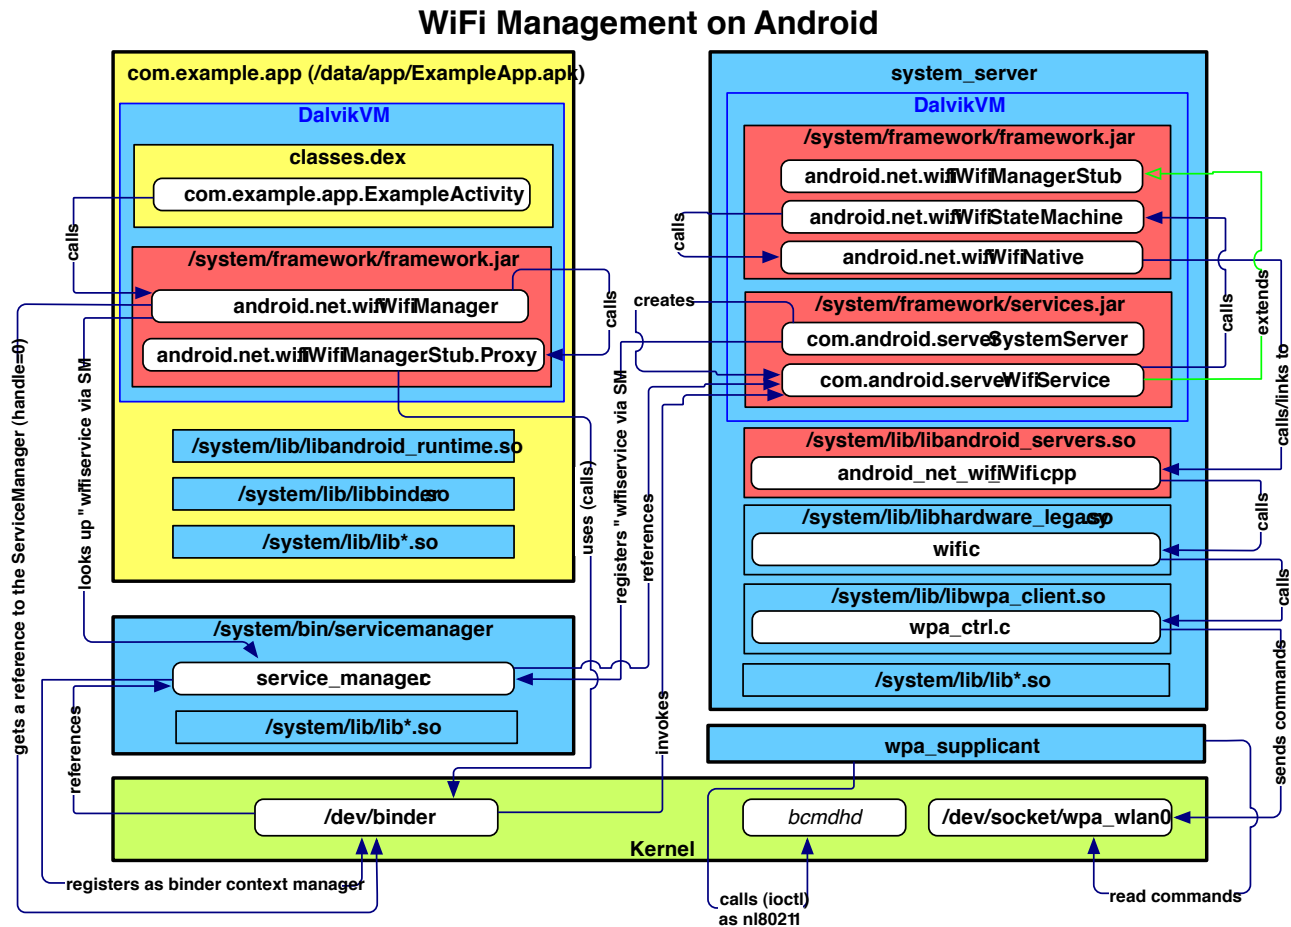 WiFi Management on Android
com.example.app (/data/app/ExampleApp.apk)
DalvikVM
classes.dex
com.example.app.ExampleActivity
calls
/system/framework/framework.jar
android.net.wifi.WifiManager
calls
android.net.wifi.WifiManager.Stub.Proxy
/system/lib/libandroid_runtime.so
/system/lib/libbinder.so
/system/lib/lib*.so
gets a reference to the ServiceManager (handle=0)
looks up "wifi" service via SM
uses (calls)
/system/bin/servicemanager
service_manager.c
/system/lib/lib*.so
references
registers "wifi" service via SM
references
invokes
creates
system_server
DalvikVM
/system/framework/framework.jar
android.net.wifi.WifiManager.Stub
android.net.wifi.WifiStateMachine
calls
android.net.wifi.WifiNative
/system/framework/services.jar
com.android.server.SystemServer
com.android.server.WifiService
calls
extends
calls/links to
/system/lib/libandroid_servers.so
android_net_wifi_Wifi.cpp
calls
/system/lib/libhardware_legacy.so
wifi.c
calls
/system/lib/libwpa_client.so
wpa_ctrl.c
/system/lib/lib*.so
sends commands
wpa_supplicant
/dev/binder
bcmdhd
/dev/socket/wpa_wlan0
Kernel
registers as binder context manager
calls (ioctl)
as nl80211
read commands